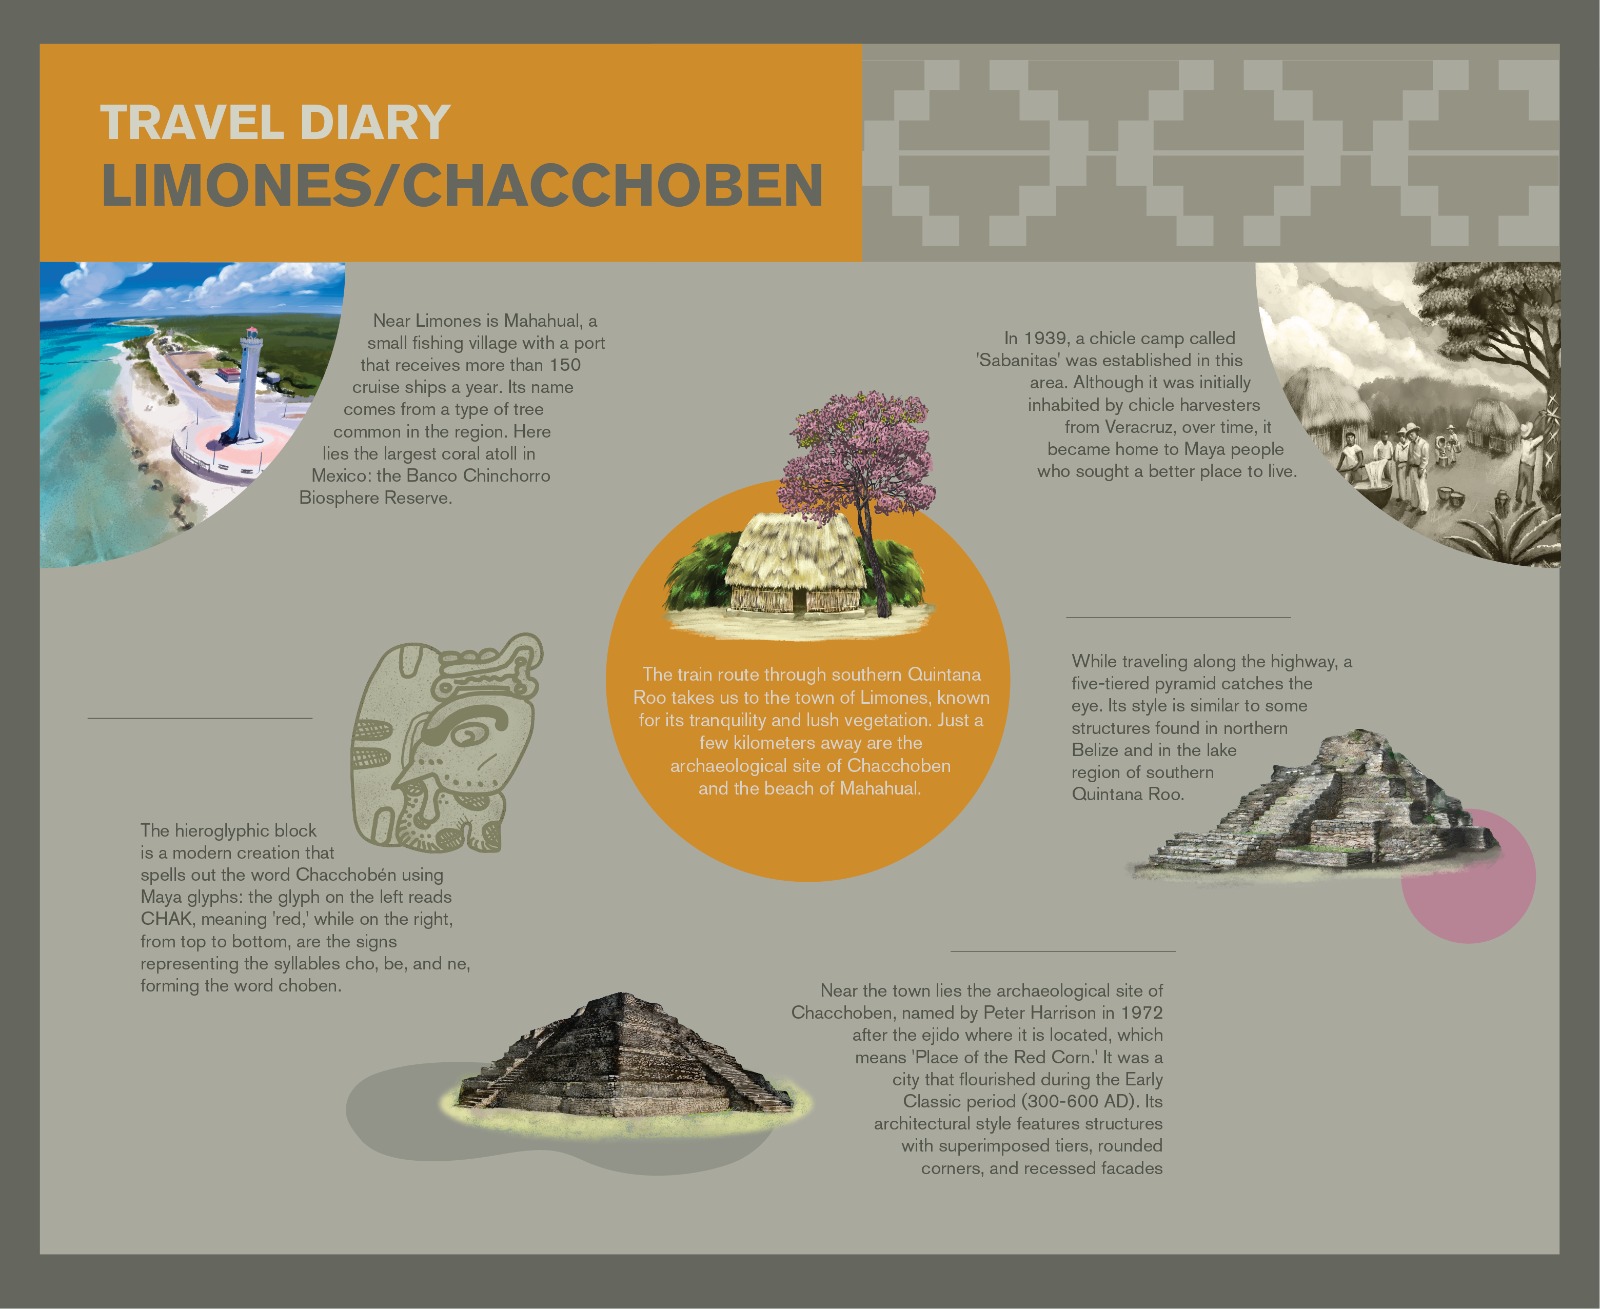 TRAVEL DIARY
LIMONES/CHACCHOBEN
Near Limones is Mahahual, a
small fishing village with a port
that receives more than 150
cruise ships a year. Its name
comes from a type of tree
common in the region. Here
lies the largest coral atoll in
Mexico: the Banco Chinchorro
Biosphere Reserve.
In 1939, a chicle camp called
'Sabanitas' was established in this
area. Although it was initially
inhabited by chicle harvesters
from Veracruz, over time, it
became home to Maya people
who sought a better place to live.
The train route through southern Quintana
Roo takes us to the town of Limones, known
for its tranquility and lush vegetation. Just a
few kilometers away are the
archaeological site of Chacchoben
and the beach of Mahahual.
While traveling along the highway, a
five-tiered pyramid catches the
eye. Its style is similar to some
structures found in northern
Belize and in the lake
region of southern
Quintana Roo.
The hieroglyphic block
is a modern creation that
spells out the word Chacchobén using
Maya glyphs: the glyph on the left reads
CHAK, meaning 'red,' while on the right,
from top to bottom, are the signs
representing the syllables cho, be, and ne,
forming the word choben.
Near the town lies the archaeological site of
Chacchoben, named by Peter Harrison in 1972
after the ejido where it is located, which
means 'Place of the Red Corn.' It was a
city that flourished during the Early
Classic period (300-600 AD). Its
architectural style features structures
with superimposed tiers, rounded
corners, and recessed facades